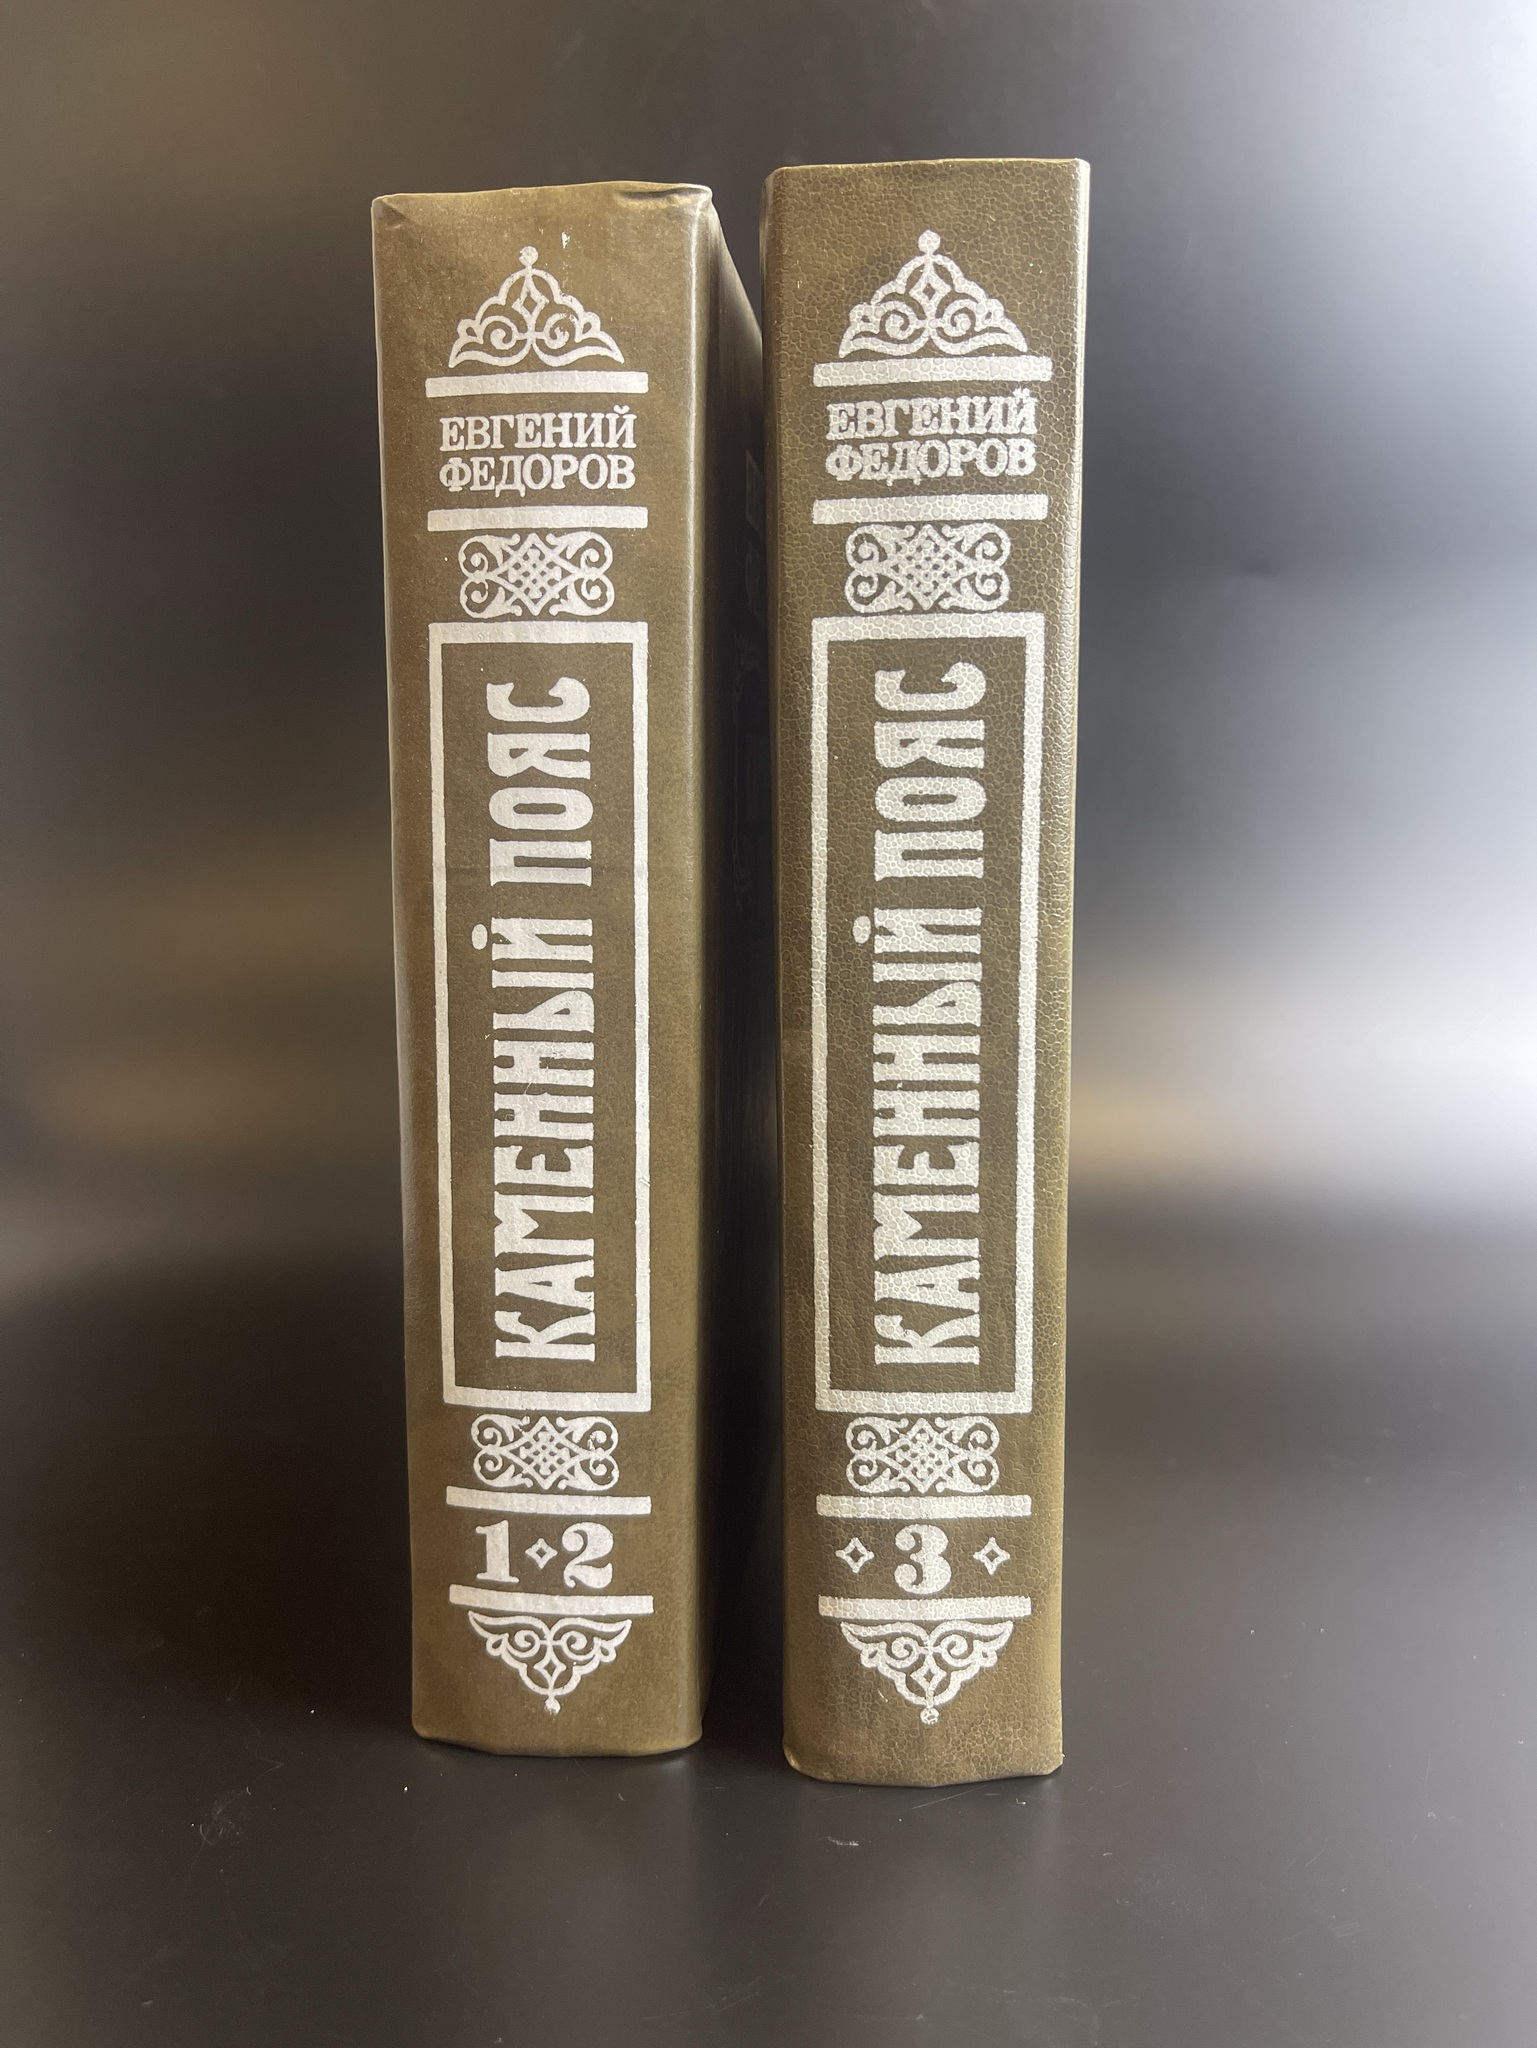 ЕВГЕНИЙ
ФЕДОРОВ
КАМЕННЫЙ ПОЯС
1 2
ЕВГЕНИЙ
ФЕДОРОВ
КАМЕННЫЙ ПОЯС
3